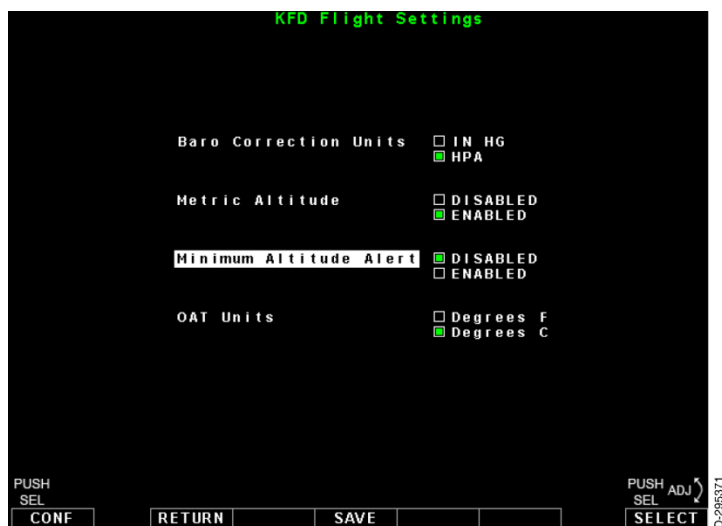 KFD Flight Settings
Baro Correction Units
IN HG
HPA
Metric Altitude
DISABLED
ENABLED
Minimum Altitude Alert
DISABLED
ENABLED
OAT Units
Degrees F
Degrees C
PUSH
SEL
PUSH
SEL
ADJ
CONF
RETURN
SAVE
SELECT